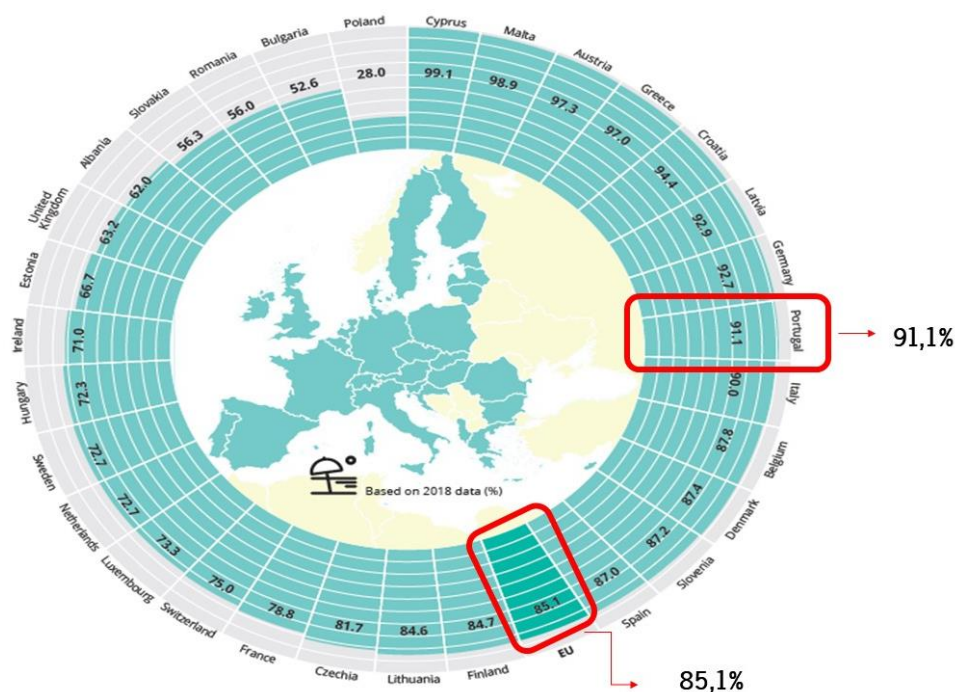 Cyprus
99.1
Malta
98.9
Austria
97.3
Greece
97.0
Croatia
94.4
Latvia
92.9
Germany
92.7
Portugal
91.1
91,1%
Italy
90.0
Belgium
87.8
Denmark
87.4
Slovenia
87.2
Spain
87.0
EU
85.1
85,1%
Finland
84.7
Lithuania
84.6
Czechia
81.7
France
78.8
Switzerland
75.0
Luxembourg
73.3
Netherlands
72.7
Sweden
72.7
Hungary
72.3
Ireland
71.0
Estonia
66.7
United
Kingdom
63.2
Albania
62.0
Slovakia
56.3
Romania
56.0
Bulgaria
52.6
Poland
28.0
Based on 2018 data (%)